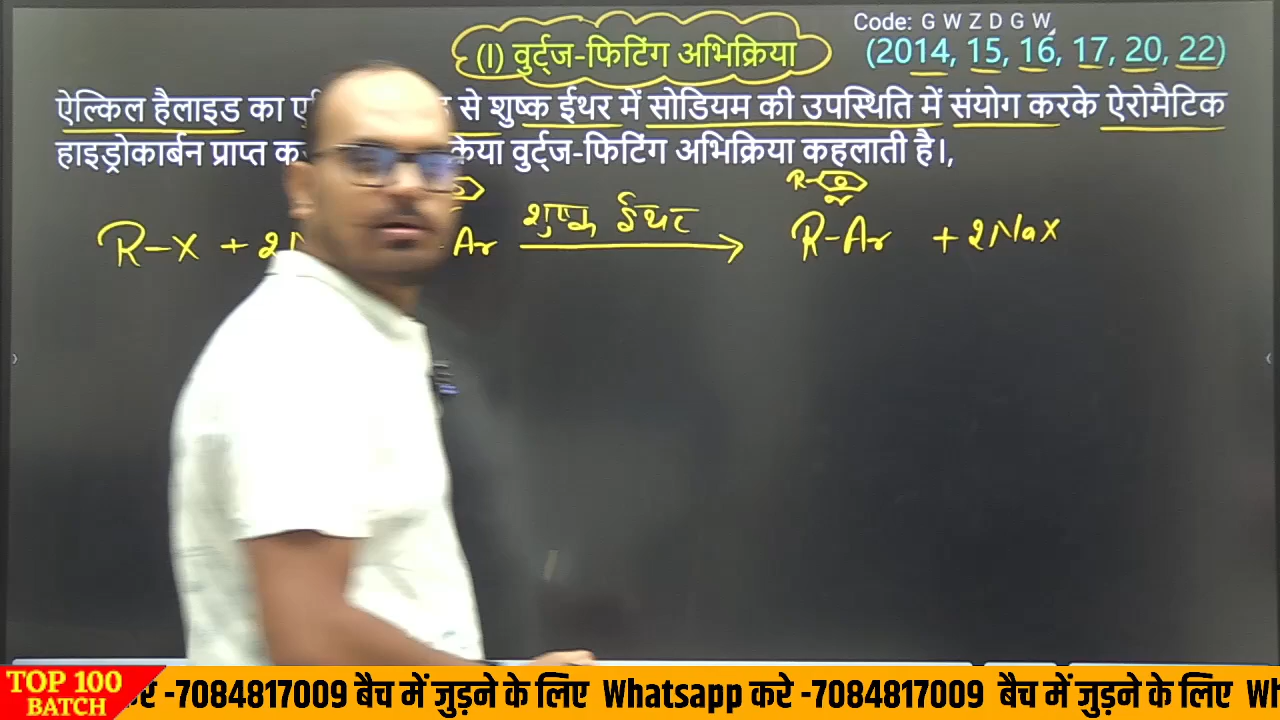 Code: G W Z D G W
(I) वुर्ट्ज-फिटिंग अभिक्रिया (2014, 15, 16, 17, 20, 22)
ऐल्किल हैलाइड का से शुष्क ईथर में सोडियम की उपस्थिति में संयोग करके ऐरोमैटिक
हाइड्रोकार्बन प्राप्त वुर्ट्ज-फिटिंग अभिक्रिया कहलाती है।,
R-
R-X + 2 Ar शुष्क ईथर → R-Ar + 2NaX
TOP 100
BATCH
करे -7084817009 बैच में जुड़ने के लिए Whatsapp करे -7084817009 बैच में जुड़ने के लिए